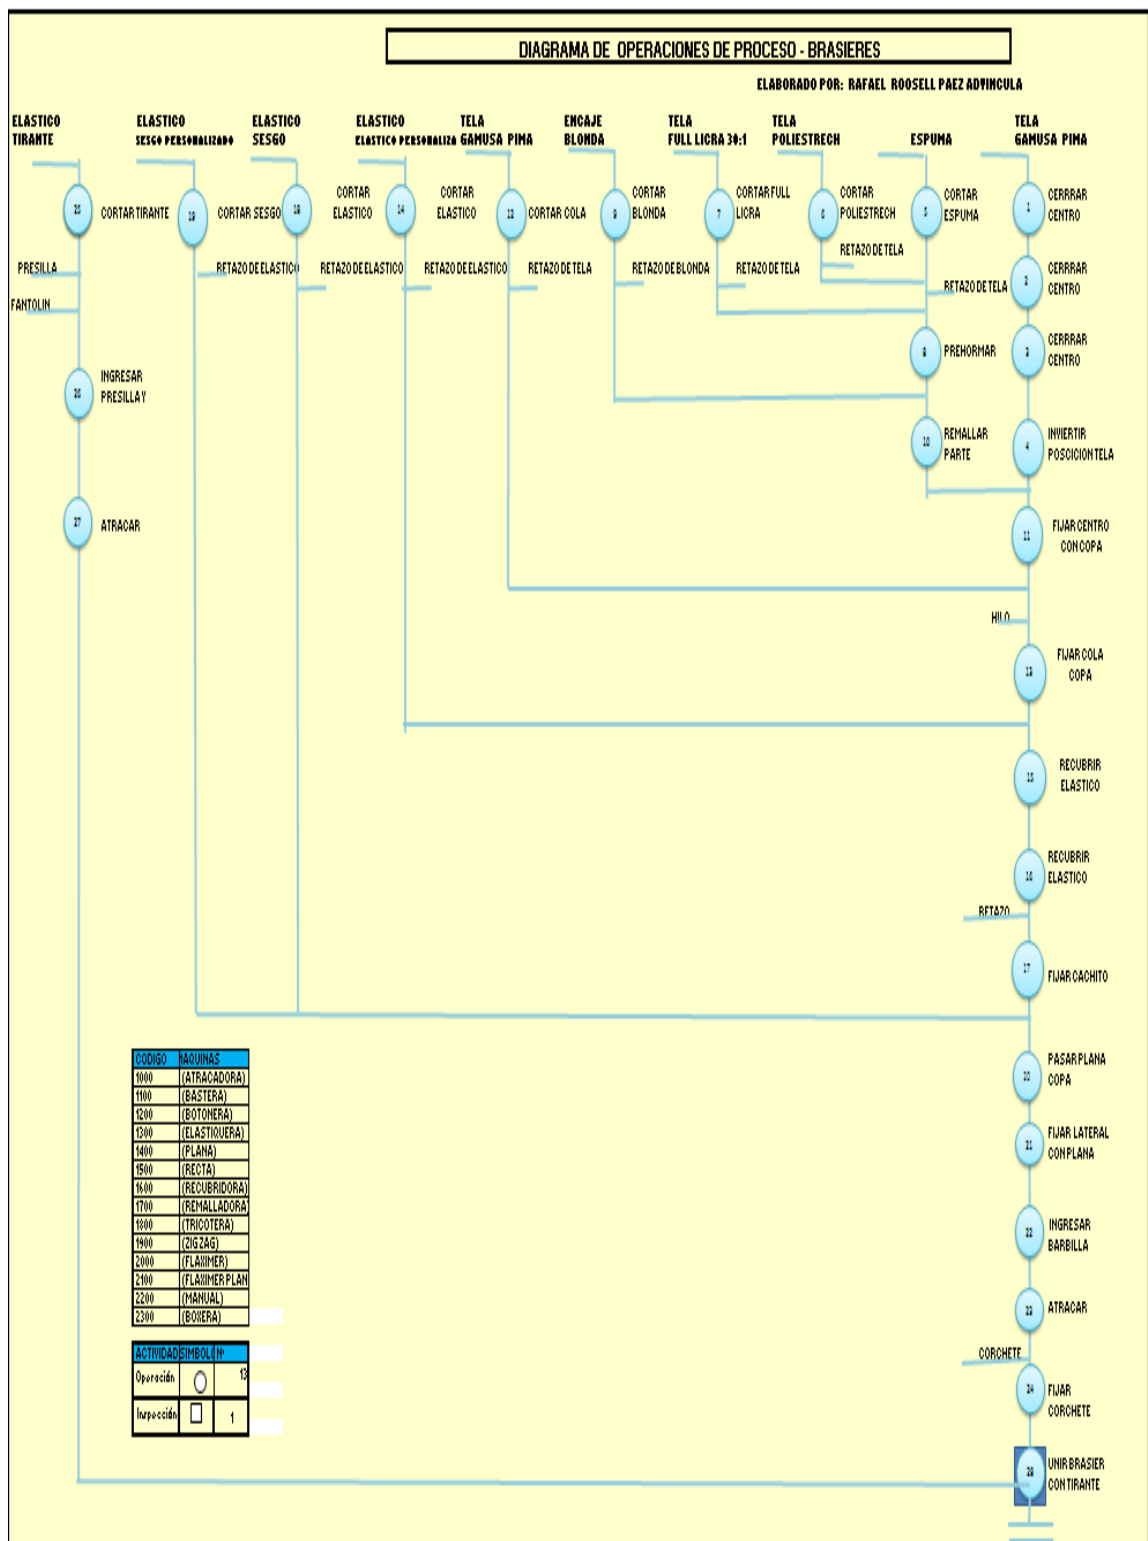 DIAGRAMA DE OPERACIONES DE PROCESO - BRASIERES
ELABORADO POR: RAFAEL ROOSELL PAEZ ADVINCULA
ELASTICO
TIRANTE
ELASTICO
SESGO PERSONALIZADO
ELASTICO
SESGO
ELASTICO
ELASTICO PERSONALIZA
TELA
GAMUSA PIMA
ENCAJE
BLONDA
TELA
FULL LICRA 30:1
TELA
POLIESTRECH
ESPUMA
TELA
GAMUSA PIMA
25
CORTAR TIRANTE
19
CORTAR SESGO
18
CORTAR
ELASTICO
14
CORTAR
ELASTICO
12
CORTAR COLA
CORTAR
BLONDA
7
CORTAR FULL
LICRA
6
CORTAR
POLIESTRECH
5
CORTAR
ESPUMA
1
CERRRAR
CENTRO
RETAZO DE TELA
PRESILLA
RETAZO DE ELASTICO
RETAZO DE ELASTICO
RETAZO DE ELASTICO
RETAZO DE TELA
RETAZO DE BLONDA
RETAZO DE TELA
RETAZO DE TELA
2
CERRRAR
CENTRO
FANTOLIN
PREHORMAR
3
CERRRAR
CENTRO
26
INGRESAR
PRESILLA Y
10
REMALLAR
PARTE
4
INVIERTIR
POSCICION TELA
27
ATRACAR
11
FIJAR CENTRO
CON COPA
HILO
13
FIJAR COLA
COPA
15
RECUBRIR
ELASTICO
16
RECUBRIR
ELASTICO
RETAZO
17
FIJAR CACHITO
20
PASAR PLANA
COPA
21
FIJAR LATERAL
CON PLANA
22
INGRESAR
BARBILLA
23
ATRACAR
CORCHETE
24
FIJAR
CORCHETE
28
UNIR BRASIER
CON TIRANTE
CODIGO MAQUINAS
1000 (ATRACADORA)
1100 (BASTERA)
1200 (BOTONERA)
1300 (ELASTIQUERA)
1400 (PLANA)
1500 (RECTA)
1600 (RECUBRIDORA)
1700 (REMALLADORA)
1800 (TRICOTERA)
1900 (ZIG ZAG)
2000 (FLAXIMER)
2100 (FLAXIMER PLAN
2200 (MANUAL)
2300 (BOXERA)
ACTIVIDAD SIMBOLO N°
Operación 13
Inspección 1